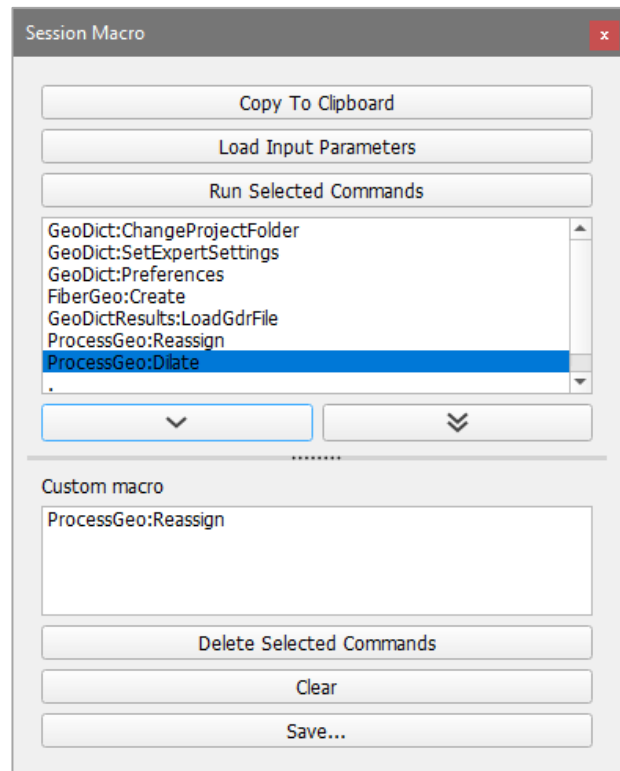 Session Macro
x
Copy To Clipboard
Load Input Parameters
Run Selected Commands
GeoDict:ChangeProjectFolder
GeoDict:SetExpertSettings
GeoDict:Preferences
FiberGeo:Create
GeoDictResults:LoadGdrFile
ProcessGeo:Reassign
ProcessGeo:Dilate
.
Custom macro
ProcessGeo:Reassign
Delete Selected Commands
Clear
Save...